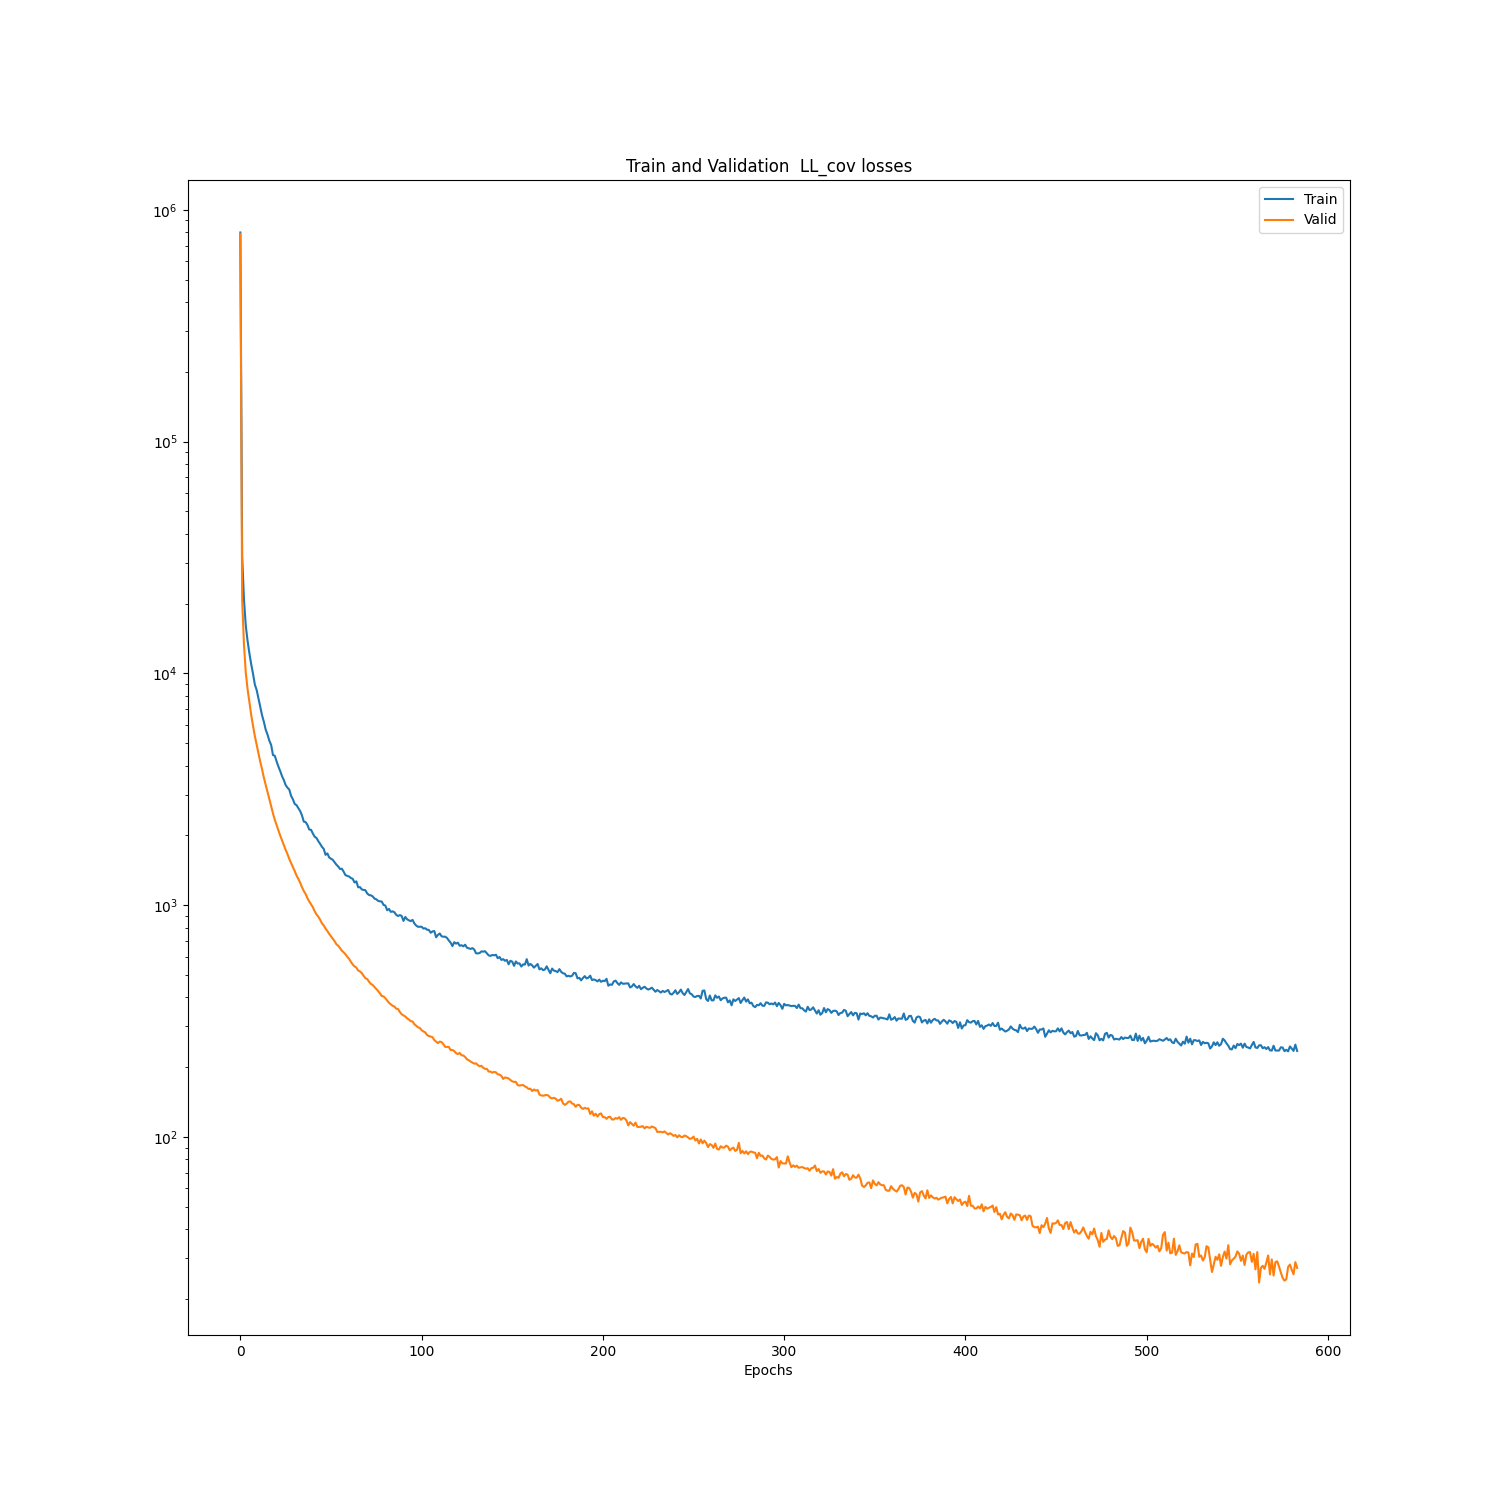 Train and Validation  LL_cov losses
Train
Valid
10⁶
10⁵
10⁴
10³
10²
0 100 200 300 400 500 600
Epochs